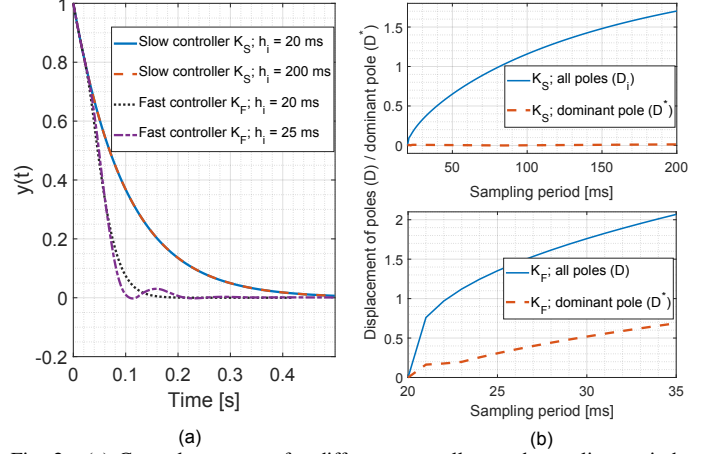 1
0.8
0.6
0.4
0.2
0
-0.2
y(t)
Slow controller K_S; h_i = 20 ms
Slow controller K_S; h_i = 200 ms
Fast controller K_F; h_i = 20 ms
Fast controller K_F; h_i = 25 ms
0 0.1 0.2 0.3 0.4
Time [s]
(a)
Displacement of poles (D) / dominant pole (D^*)
1.5
1
0.5
0
K_S; all poles (D_i)
K_S; dominant pole (D^*)
50 100 150 200
Sampling period [ms]
2
1.5
1
0.5
0
K_F; all poles (D)
K_F; dominant pole (D^*)
20 25 30 35
Sampling period [ms]
(b)